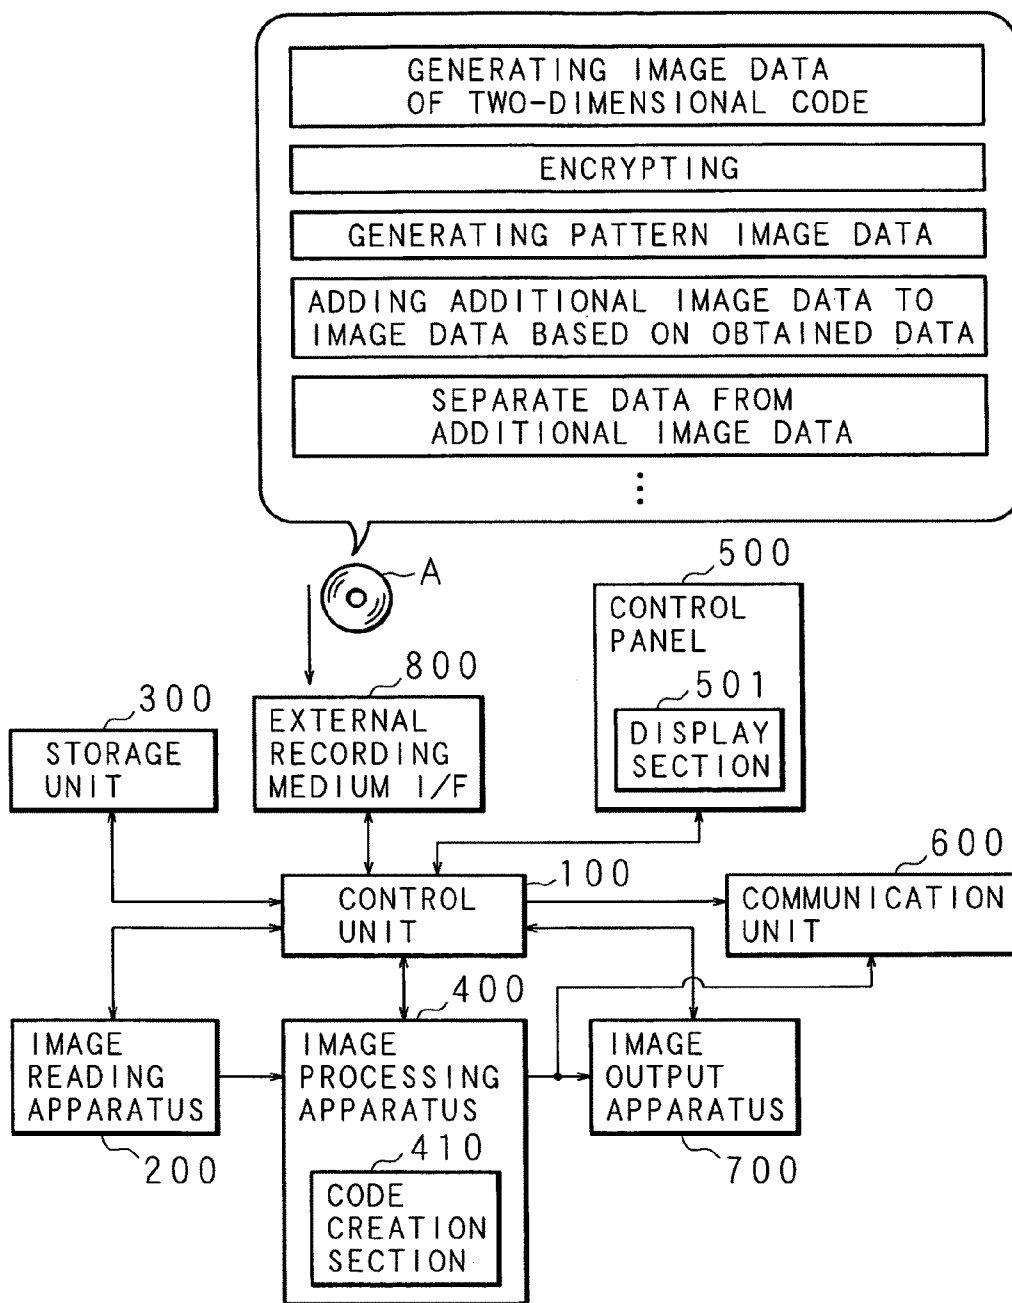 GENERATING IMAGE DATA
OF TWO-DIMENSIONAL CODE
ENCRYPTING
GENERATING PATTERN IMAGE DATA
ADDING ADDITIONAL IMAGE DATA TO
IMAGE DATA BASED ON OBTAINED DATA
SEPARATE DATA FROM
ADDITIONAL IMAGE DATA
A
500
CONTROL
PANEL
501
DISPLAY
SECTION
800
EXTERNAL
RECORDING
MEDIUM I/F
300
STORAGE
UNIT
100
CONTROL
UNIT
600
COMMUNICATION
UNIT
IMAGE
READING
APPARATUS
200
400
IMAGE
PROCESSING
APPARATUS
410
CODE
CREATION
SECTION
IMAGE
OUTPUT
APPARATUS
700